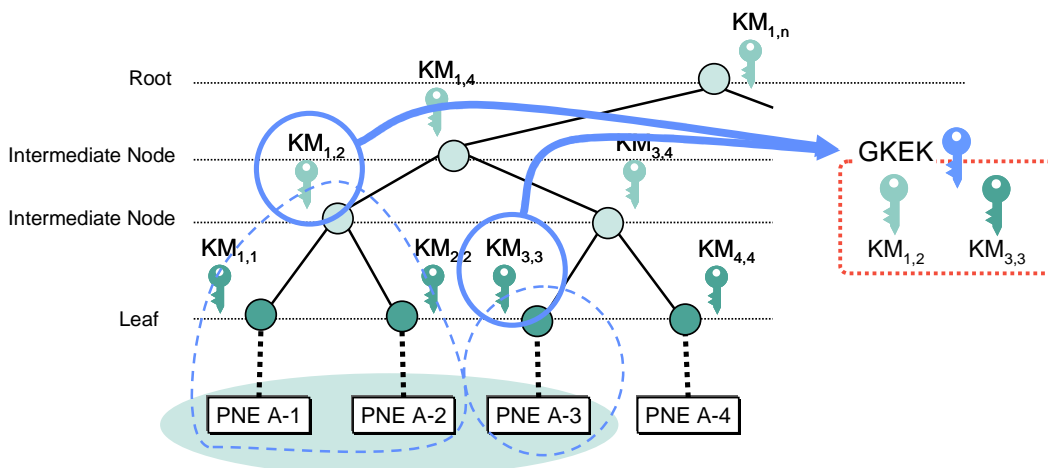 KM1,n
Root
KM1,4
Intermediate Node
KM1,2
KM3,4
GKEK
Intermediate Node
KM1,1
KM2,2
KM3,3
KM4,4
KM1,2
KM3,3
Leaf
PNE A-1
PNE A-2
PNE A-3
PNE A-4